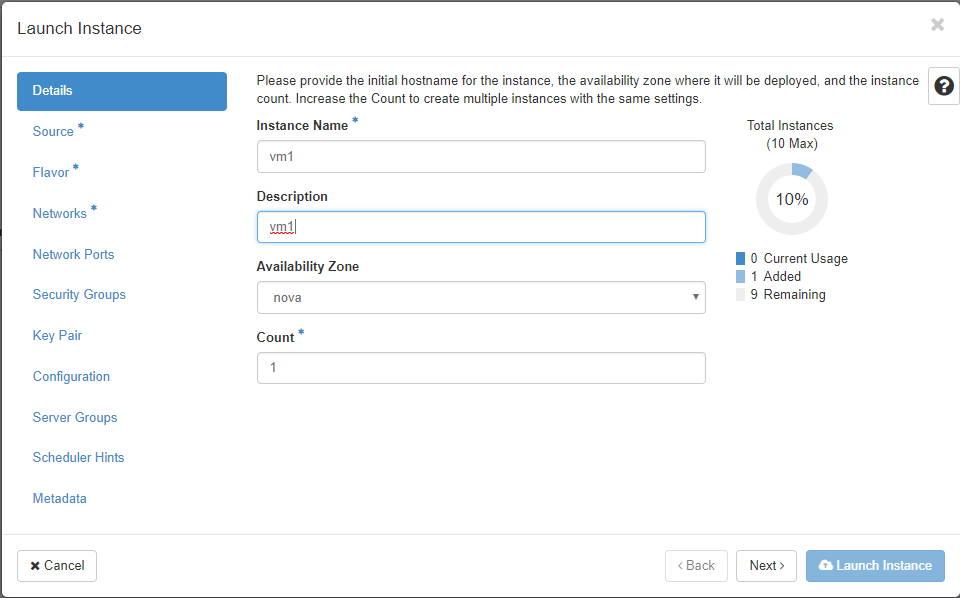 Launch Instance
×
Details
Source *
Flavor *
Networks *
Network Ports
Security Groups
Key Pair
Configuration
Server Groups
Scheduler Hints
Metadata
Please provide the initial hostname for the instance, the availability zone where it will be deployed, and the instance
count. Increase the Count to create multiple instances with the same settings.
?
Instance Name *
vm1
Description
vm1
Availability Zone
nova
Count *
1
Total Instances
(10 Max)
10%
0 Current Usage
1 Added
9 Remaining
× Cancel
‹ Back
Next ›
Launch Instance